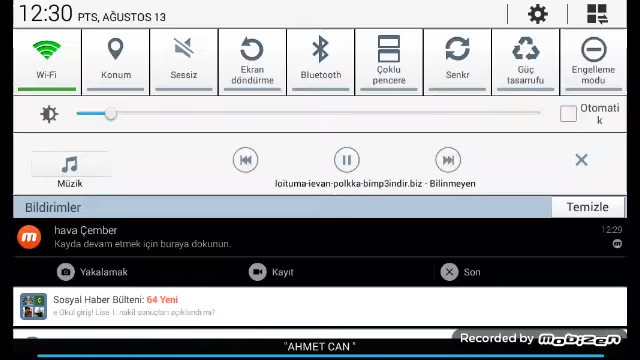 12:30 PTS, AĞUSTOS 13
Wi-Fi
Konum
Sessiz
Ekran
döndürme
Bluetooth
Çoklu
pencere
Senkr
Güç
tasarrufu
Engelleme
modu
Otomati
k
Müzik
loituma-ievan-polkka-bimp3indir.biz - Bilinmeyen
Bildirimler
Temizle
hava Çember
12:29
Kayda devam etmek için buraya dokunun.
Yakalamak
Kayıt
Son
Sosyal Haber Bülteni: 64 Yeni
e Okul giriş! Lise 1. nakil sonuçları açıklandı mı?
"AHMET CAN "
Recorded by Mobizen